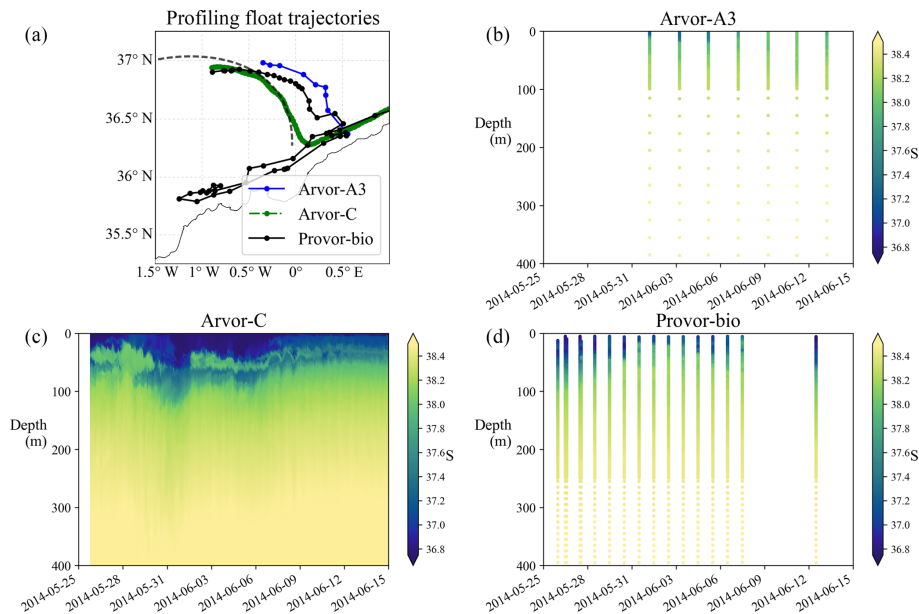 (a)
Profiling float trajectories
37° N
36.5° N
36° N
35.5° N
1.5° W
1° W
0.5° W
0°
0.5° E
Arvor-A3
Arvor-C
Provor-bio
(b)
Arvor-A3
Depth
(m)
0
100
200
300
400
2014-05-25
2014-05-28
2014-05-31
2014-06-03
2014-06-06
2014-06-09
2014-06-12
2014-06-15
38.4
38.2
38.0
37.8
37.6
37.4
37.2
37.0
36.8
S
(c)
Arvor-C
Depth
(m)
0
100
200
300
400
2014-05-25
2014-05-28
2014-05-31
2014-06-03
2014-06-06
2014-06-09
2014-06-12
2014-06-15
38.4
38.2
38.0
37.8
37.6
37.4
37.2
37.0
36.8
S
(d)
Provor-bio
Depth
(m)
0
100
200
300
400
2014-05-25
2014-05-28
2014-05-31
2014-06-03
2014-06-06
2014-06-09
2014-06-12
2014-06-15
38.4
38.2
38.0
37.8
37.6
37.4
37.2
37.0
36.8
S